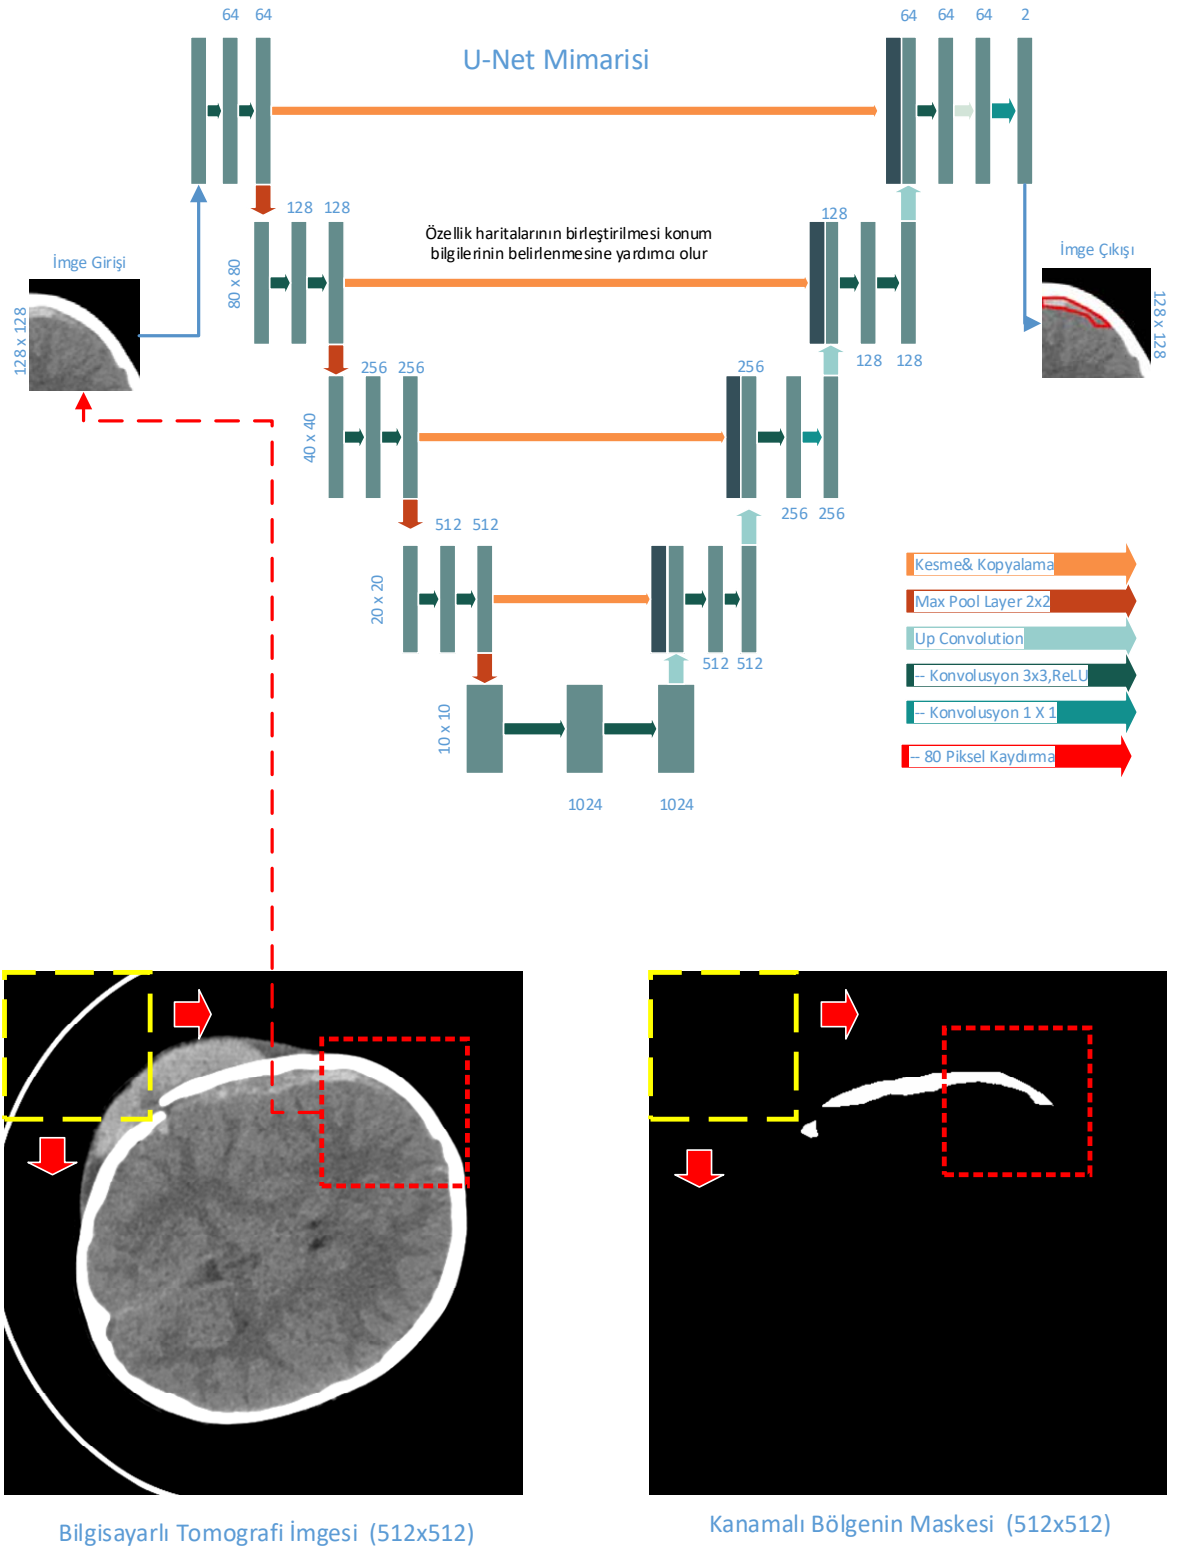 64 64
64 64 64 2
U-Net Mimarisi
128 128
128
Özellik haritalarının birleştirilmesi konum
bilgilerinin belirlenmesine yardımcı olur
İmge Girişi
İmge Çıkışı
80 x 80
128 x 128
128 x 128
256 256
256
128 128
40 x 40
512 512
256 256
Kesme& Kopyalama
Max Pool Layer 2x2
Up Convolution
-- Konvolusyon 3x3,ReLU
-- Konvolusyon 1 X 1
-- 80 Piksel Kaydırma
20 x 20
512 512
10 x 10
1024 1024
Bilgisayarlı Tomografi İmgesi (512x512)
Kanamalı Bölgenin Maskesi (512x512)